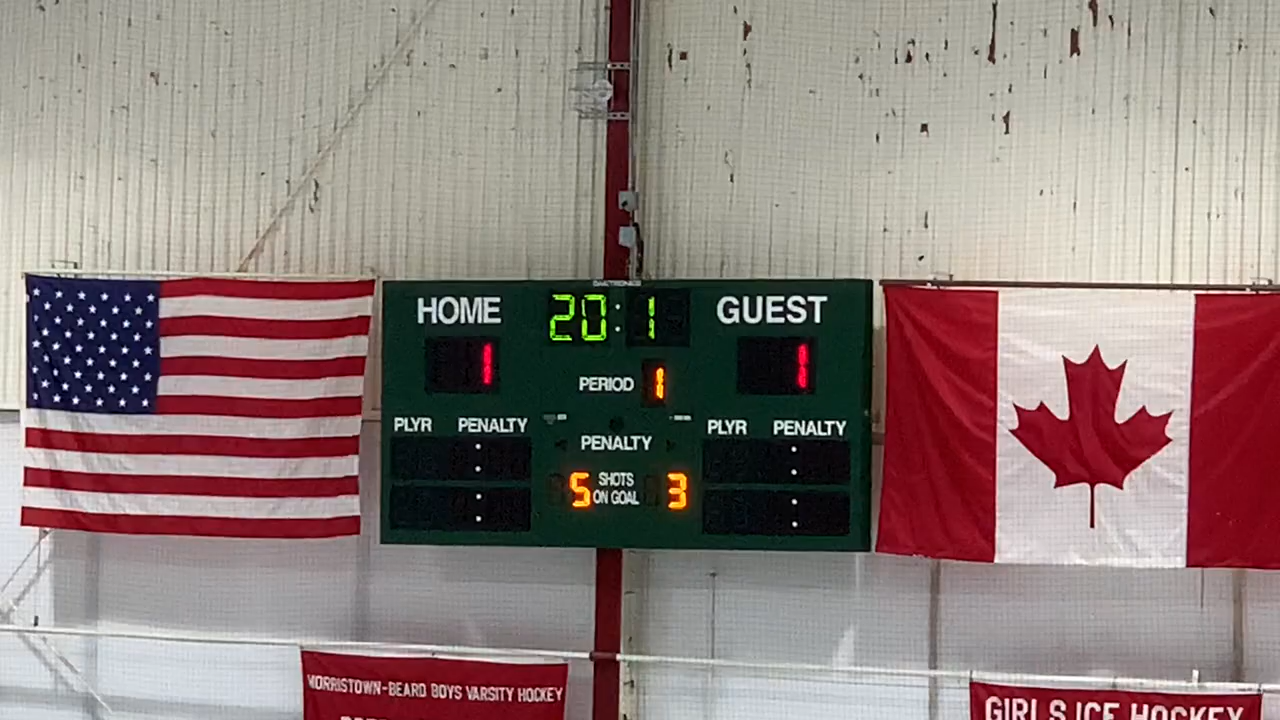 DAKTRONICS
HOME 20:1 GUEST
1 1
PERIOD 1
PLYR PENALTY PLYR PENALTY
: PENALTY :
5 SHOTS ON GOAL 3
: :
MORRISTOWN-BEARD BOYS VARSITY HOCKEY
GIRLS ICE HOCKEY